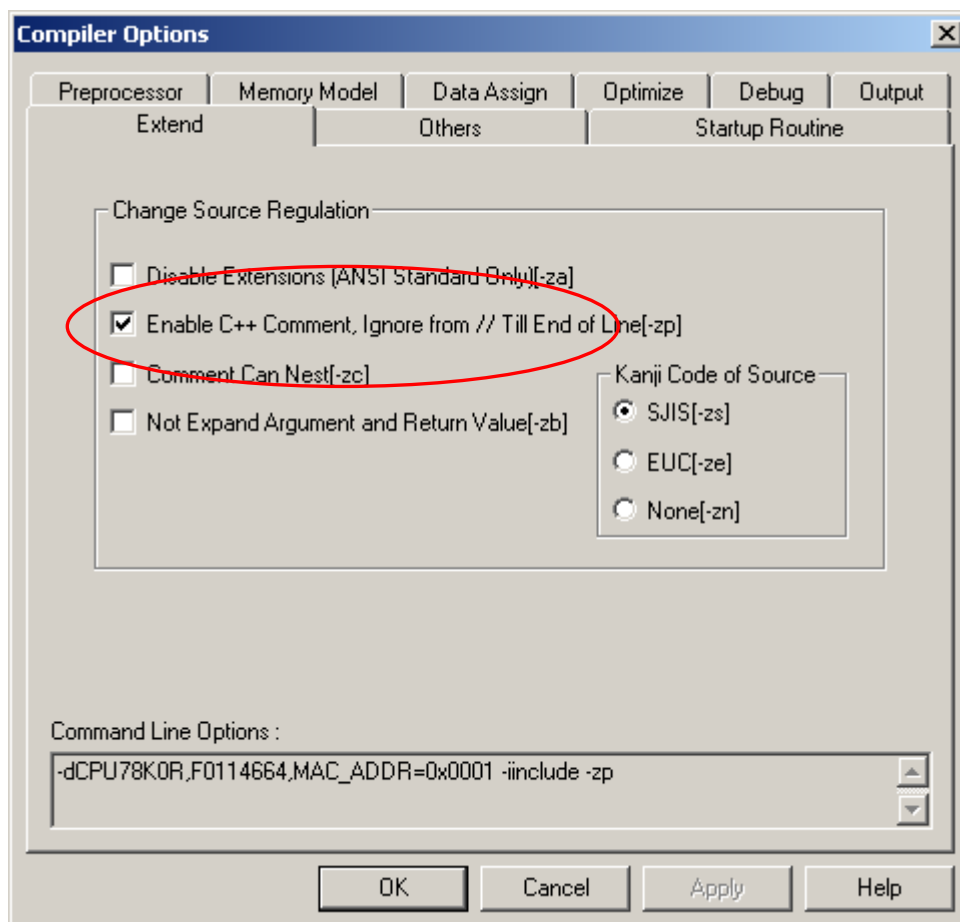 Compiler Options
Preprocessor Memory Model Data Assign Optimize Debug Output
Extend Others Startup Routine
Change Source Regulation
Disable Extensions (ANSI Standard Only)[-za]
Enable C++ Comment, Ignore from // Till End of Line[-zp]
Comment Can Nest[-zc]
Not Expand Argument and Return Value[-zb]
Kanji Code of Source
SJIS[-zs]
EUC[-ze]
None[-zn]
Command Line Options :
-dCPU78K0R,F0114664,MAC_ADDR=0x0001 -iinclude -zp
OK Cancel Apply Help